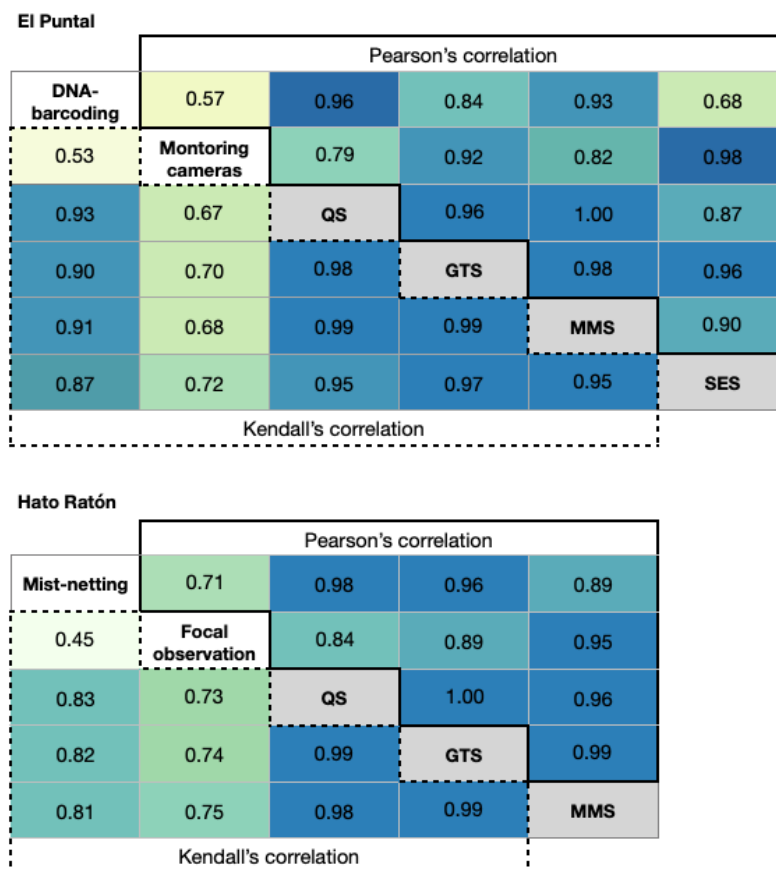 El Puntal
Pearson's correlation
DNA-
barcoding
0.57
0.96
0.84
0.93
0.68
0.53
Montoring
cameras
0.79
0.92
0.82
0.98
0.93
0.67
QS
0.96
1.00
0.87
0.90
0.70
0.98
GTS
0.98
0.96
0.91
0.68
0.99
0.99
MMS
0.90
0.87
0.72
0.95
0.97
0.95
SES
Kendall's correlation
Hato Ratón
Pearson's correlation
Mist-netting
0.71
0.98
0.96
0.89
0.45
Focal
observation
0.84
0.89
0.95
0.83
0.73
QS
1.00
0.96
0.82
0.74
0.99
GTS
0.99
0.81
0.75
0.98
0.99
MMS
Kendall's correlation